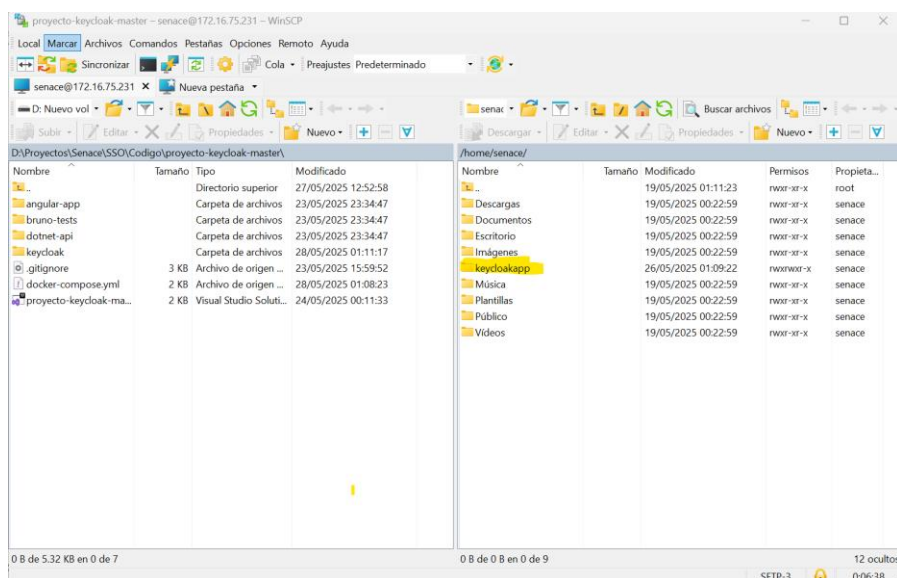 proyecto-keycloak-master – senace@172.16.75.231 – WinSCP
Local Marcar Archivos Comandos Pestañas Opciones Remoto Ayuda
Sincronizar Cola Preajustes Predeterminado
senace@172.16.75.231 Nueva pestaña
D: Nuevo vol
Subir Editar Propiedades Nuevo
D:\Proyectos\Senace\SSO\Codigo\proyecto-keycloak-master\
Nombre Tamaño Tipo Modificado
.. Directorio superior 27/05/2025 12:52:58
angular-app Carpeta de archivos 23/05/2025 23:34:47
bruno-tests Carpeta de archivos 23/05/2025 23:34:47
dotnet-api Carpeta de archivos 23/05/2025 23:34:47
keycloak Carpeta de archivos 28/05/2025 01:11:17
.gitignore 3 KB Archivo de origen ... 23/05/2025 15:59:52
docker-compose.yml 2 KB Archivo de origen ... 28/05/2025 01:08:23
proyecto-keycloak-ma... 2 KB Visual Studio Soluti... 24/05/2025 00:11:33
0 B de 5.32 KB en 0 de 7
senac Buscar archivos
Descargar Editar Propiedades Nuevo
/home/senace/
Nombre Tamaño Modificado Permisos Propieta...
.. 19/05/2025 01:11:23 rwxr-xr-x root
Descargas 19/05/2025 00:22:59 rwxr-xr-x senace
Documentos 19/05/2025 00:22:59 rwxr-xr-x senace
Escritorio 19/05/2025 00:22:59 rwxr-xr-x senace
Imágenes 19/05/2025 00:22:59 rwxr-xr-x senace
keycloakapp 26/05/2025 01:09:22 rwxrwxr-x senace
Música 19/05/2025 00:22:59 rwxr-xr-x senace
Plantillas 19/05/2025 00:22:59 rwxr-xr-x senace
Público 19/05/2025 00:22:59 rwxr-xr-x senace
Vídeos 19/05/2025 00:22:59 rwxr-xr-x senace
0 B de 0 B en 0 de 9 12 ocultos
SFTP-3 0:06:38